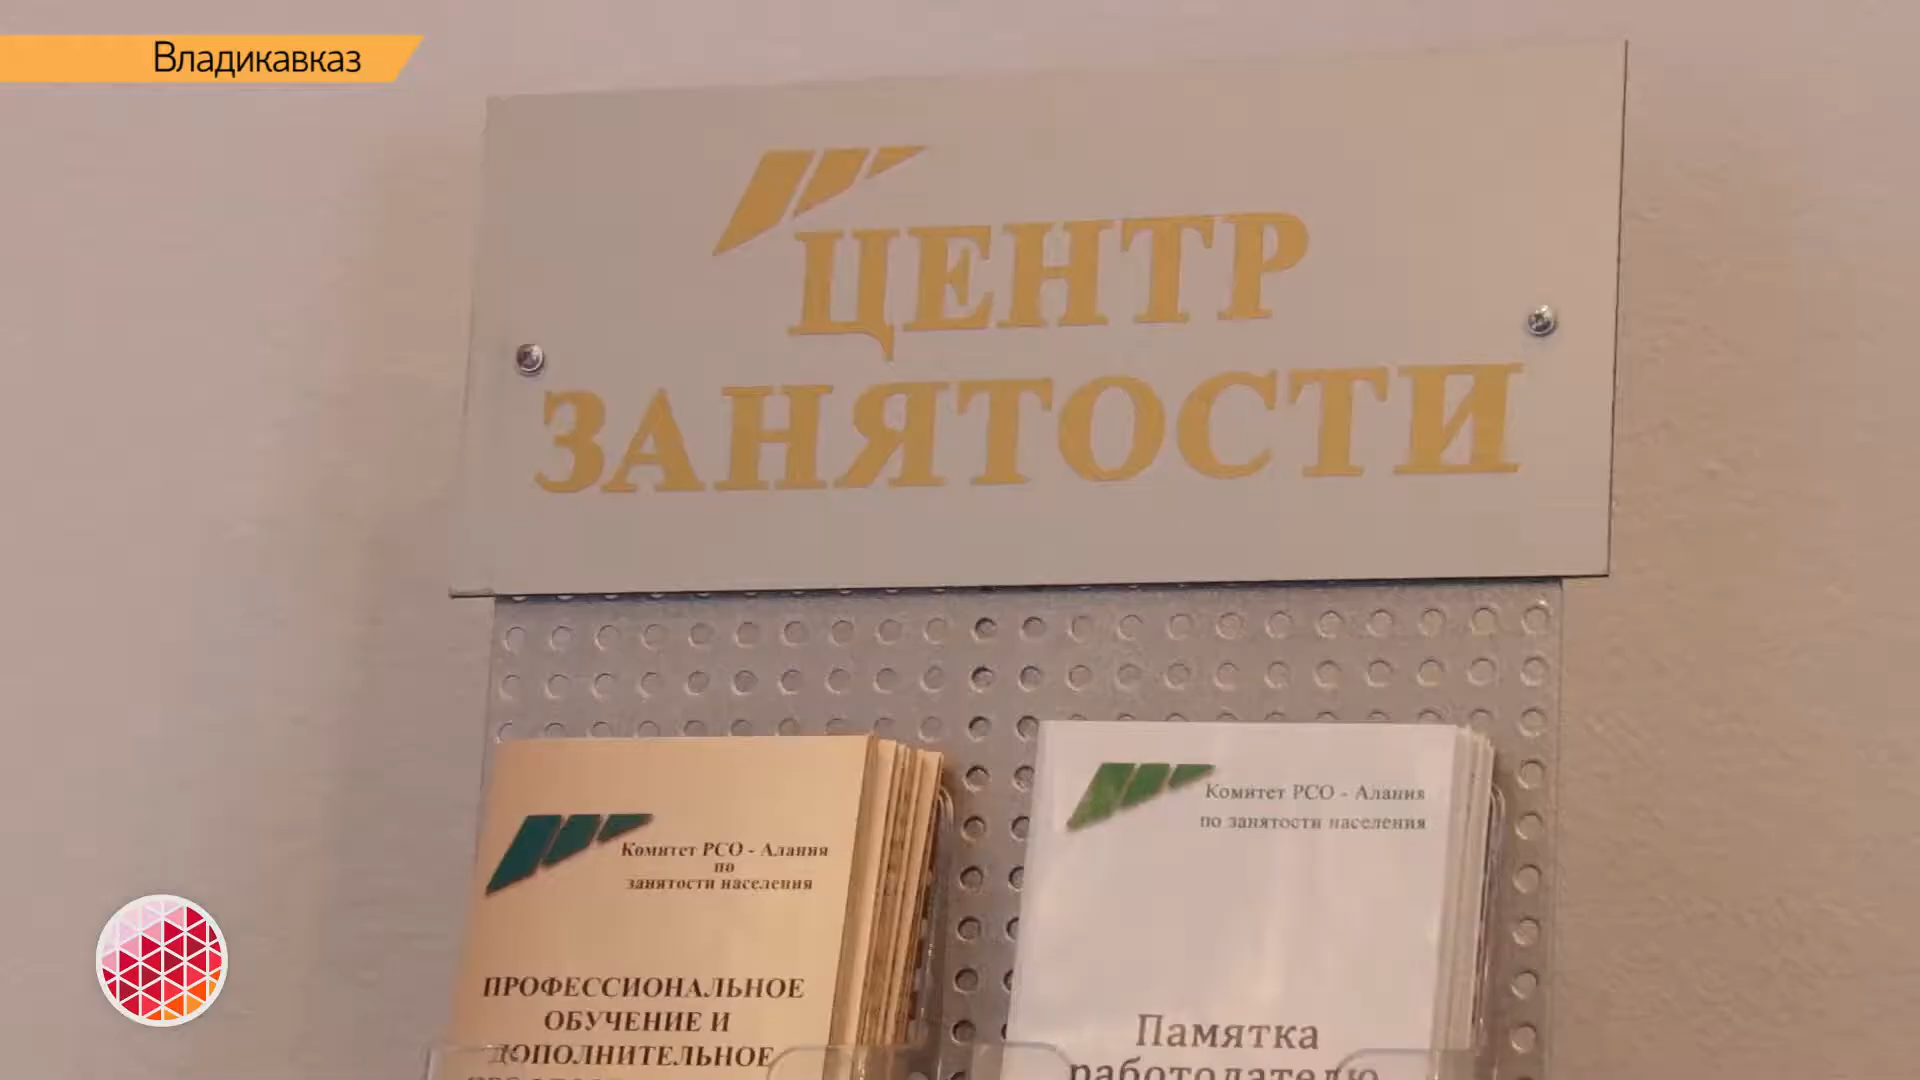 Владикавказ
ЦЕНТР
ЗАНЯТОСТИ
Комитет РСО - Алания
по
занятости населения
ПРОФЕССИОНАЛЬНОЕ
ОБУЧЕНИЕ И
ДОПОЛНИТЕЛЬНОЕ
Комитет РСО - Алания
по занятости населения
Памятка
работодателю